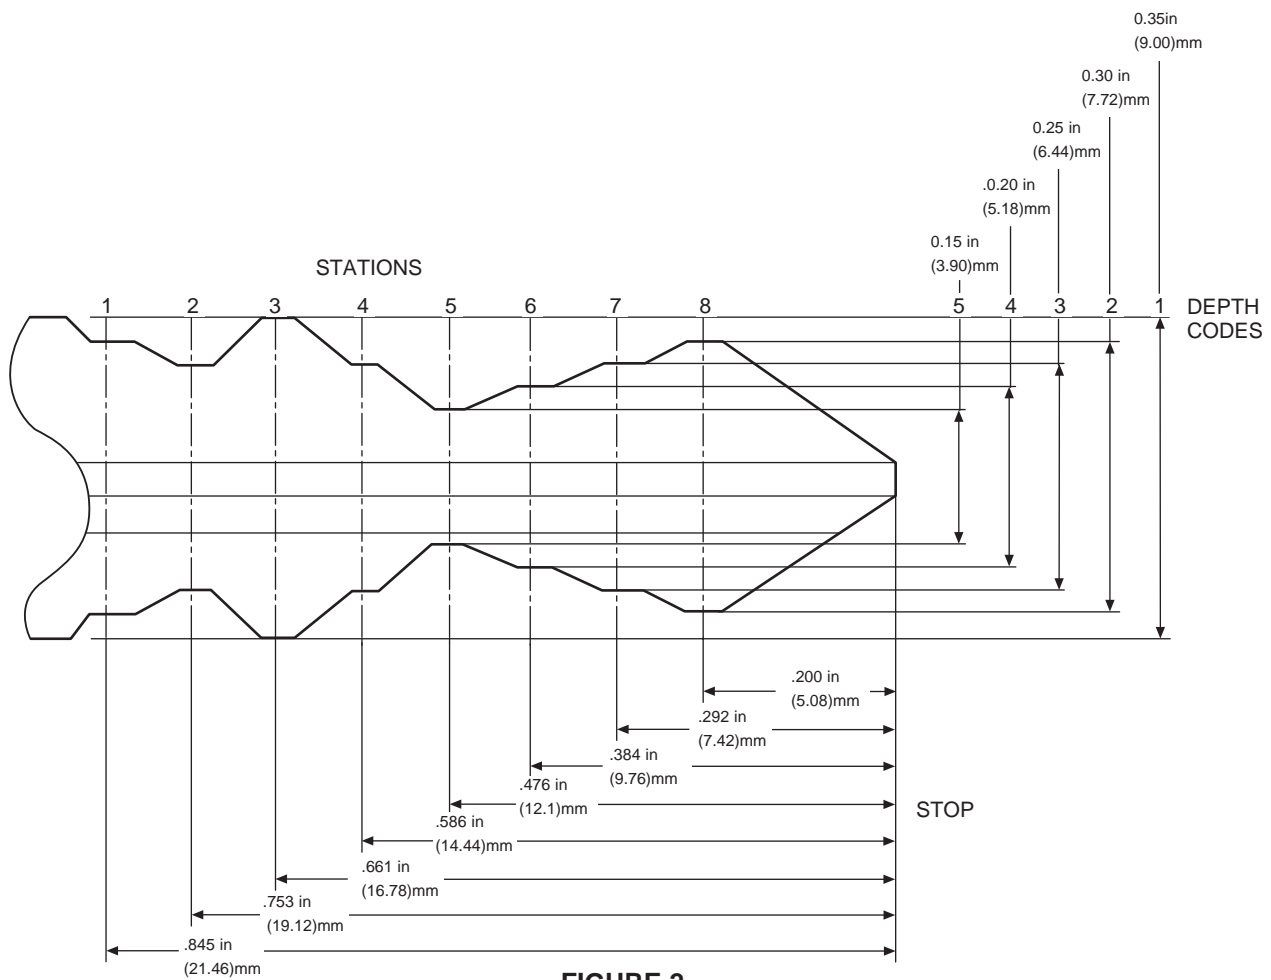 0.35in
(9.00)mm
0.30 in
(7.72)mm
0.25 in
(6.44)mm
.0.20 in
(5.18)mm
0.15 in
(3.90)mm
STATIONS
1 2 3 4 5 6 7 8 5 4 3 2 1 DEPTH
CODES
.200 in
(5.08)mm
.292 in
(7.42)mm
.384 in
(9.76)mm
.476 in
(12.1)mm
STOP
.586 in
(14.44)mm
.661 in
(16.78)mm
.753 in
(19.12)mm
.845 in
(21.46)mm
FIGURE 2